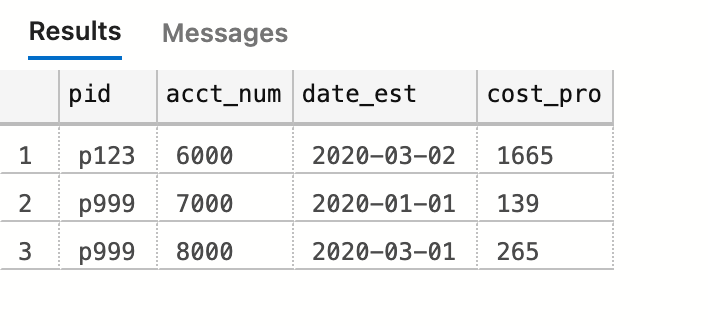 Results Messages
pid acct_num date_est cost_pro
1 p123 6000 2020-03-02 1665
2 p999 7000 2020-01-01 139
3 p999 8000 2020-03-01 265